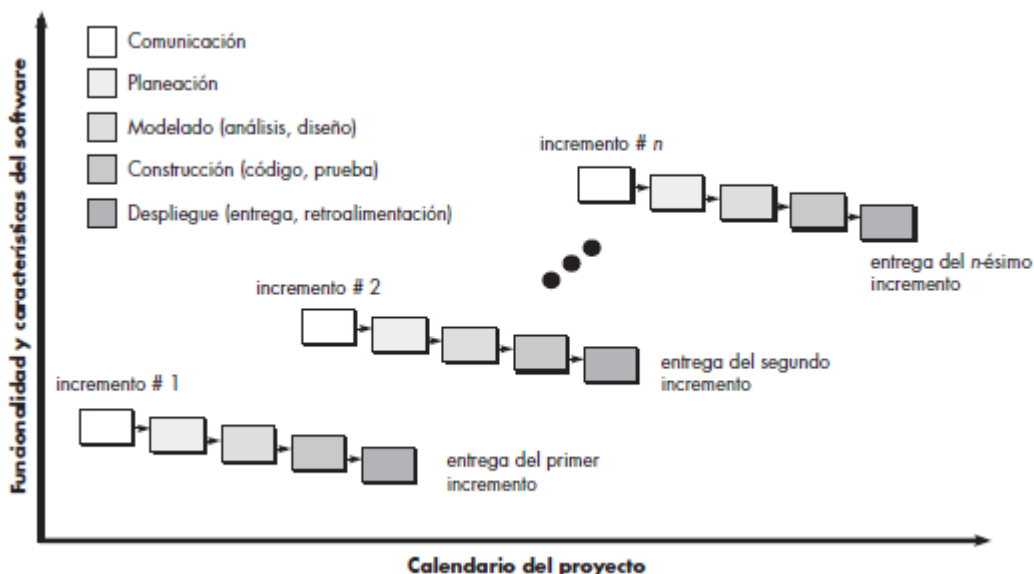 Funcionalidad y características del software
Comunicación
Planeación
Modelado (análisis, diseño)
Construcción (código, prueba)
Despliegue (entrega, retroalimentación)
incremento # n
entrega del n-ésimo
incremento
incremento # 2
entrega del segundo
incremento
incremento # 1
entrega del primer
incremento
Calendario del proyecto